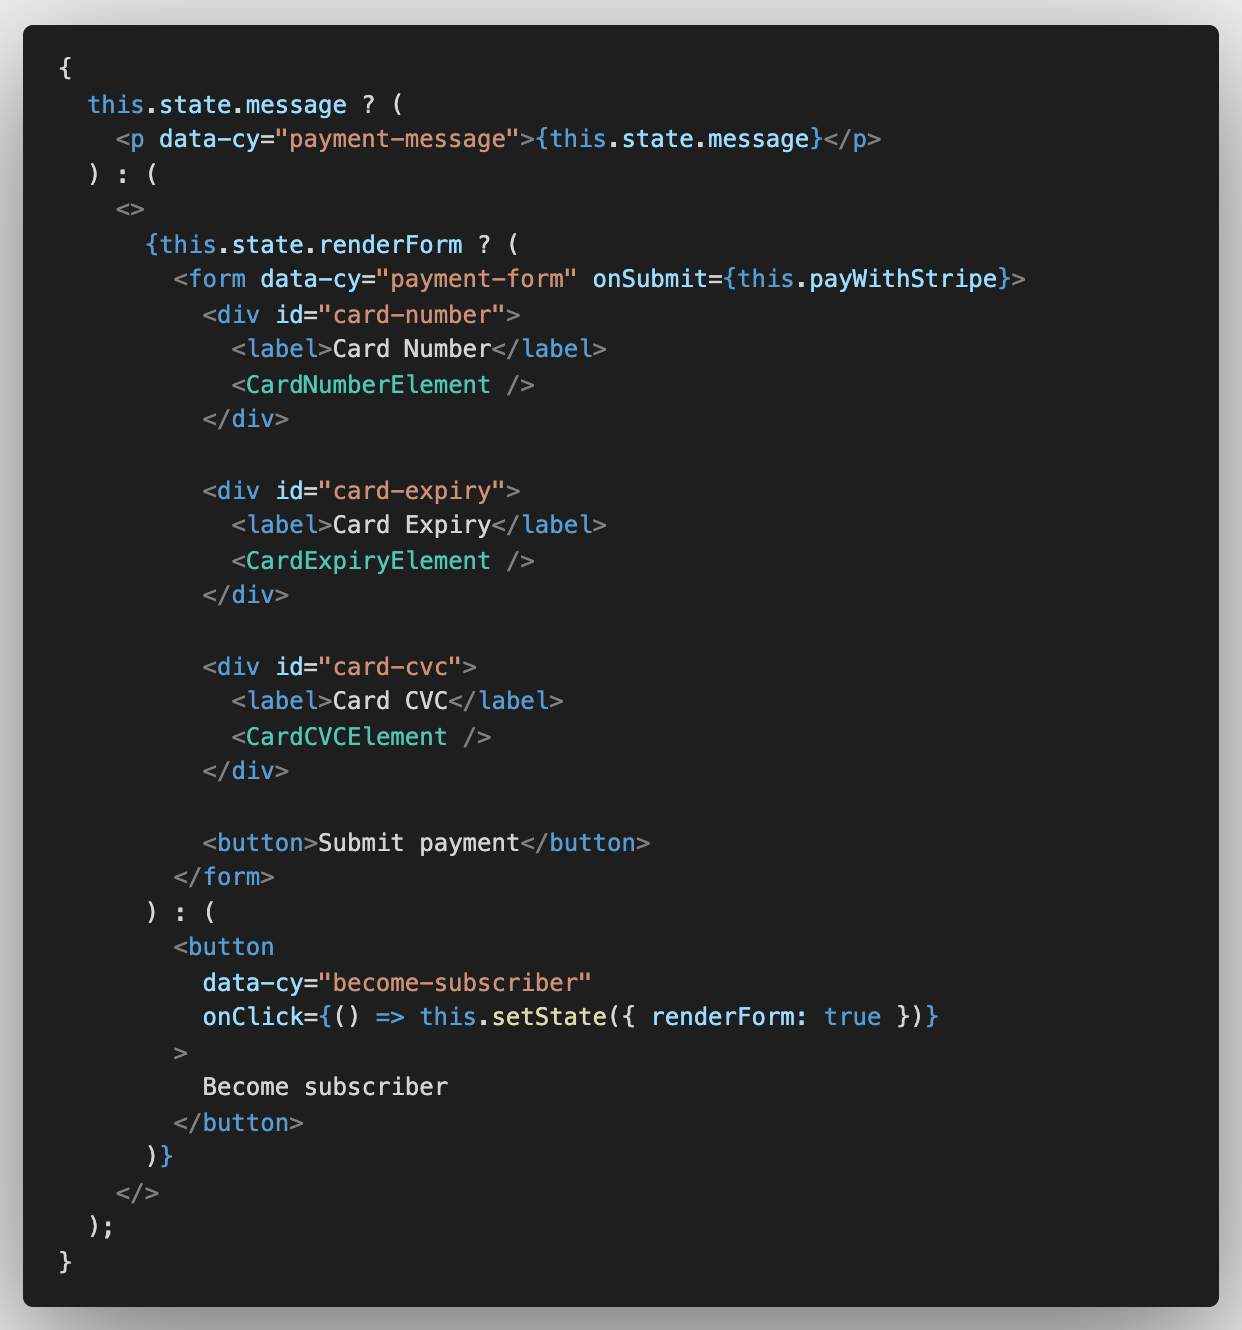 {
  this.state.message ? (
    <p data-cy="payment-message">{this.state.message}</p>
  ) : (
    <>
      {this.state.renderForm ? (
        <form data-cy="payment-form" onSubmit={this.payWithStripe}>
          <div id="card-number">
            <label>Card Number</label>
            <CardNumberElement />
          </div>

          <div id="card-expiry">
            <label>Card Expiry</label>
            <CardExpiryElement />
          </div>

          <div id="card-cvc">
            <label>Card CVC</label>
            <CardCVCElement />
          </div>

          <button>Submit payment</button>
        </form>
      ) : (
        <button
          data-cy="become-subscriber"
          onClick={() => this.setState({ renderForm: true })}
        >
          Become subscriber
        </button>
      )}
    </>
  );
}